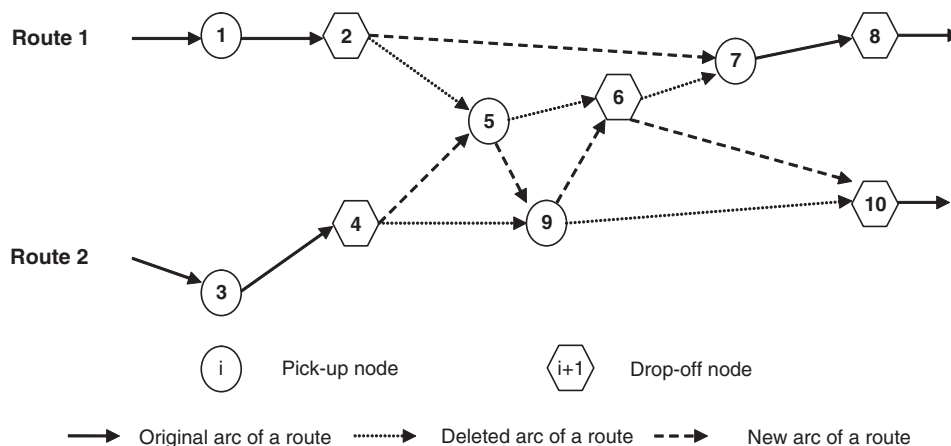 Route 1
1
2
7
8
5
6
4
9
10
Route 2
3
i
Pick-up node
i+1
Drop-off node
Original arc of a route
Deleted arc of a route
New arc of a route